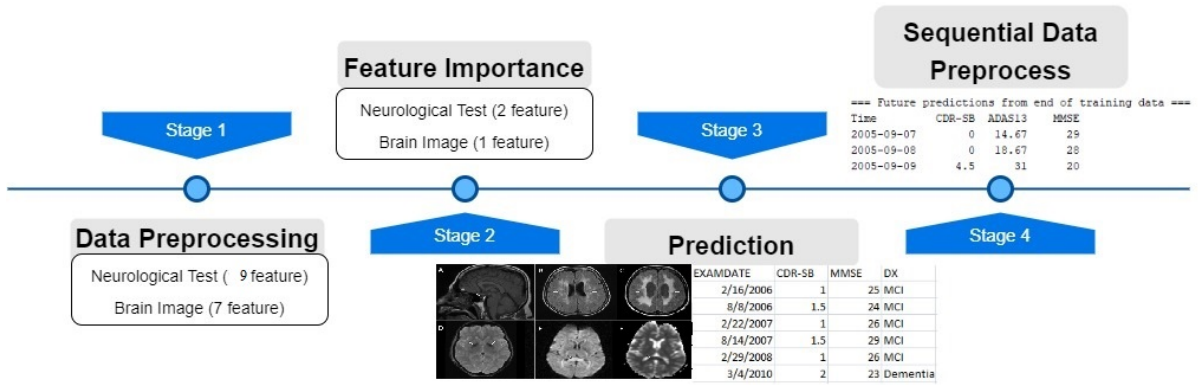 Sequential Data
Preprocess
Feature Importance
Neurological Test (2 feature)
Brain Image (1 feature)
Stage 1
Stage 3
=== Future predictions from end of training data ===
Time CDR-SB ADAS13 MMSE
2005-09-07 0 14.67 29
2005-09-08 0 18.67 28
2005-09-09 4.5 31 20
Data Preprocessing
Neurological Test ( 9 feature)
Brain Image (7 feature)
Stage 2
Prediction
Stage 4
A B C
D E
EXAMDATE CDR-SB MMSE DX
2/16/2006 1 25 MCI
8/8/2006 1.5 24 MCI
2/22/2007 1 26 MCI
8/14/2007 1.5 29 MCI
2/29/2008 1 26 MCI
3/4/2010 2 23 Dementia